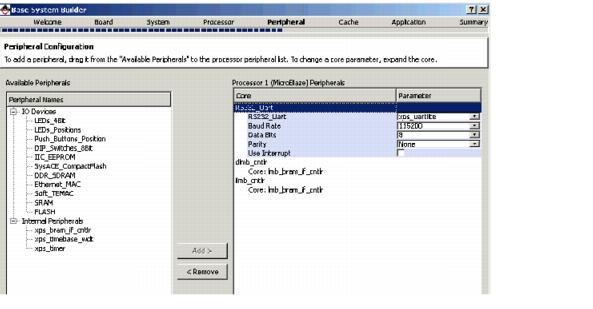 Base System Builder
Welcome Board System Processor Peripheral Cache Application Summary
Peripheral Configuration
To add a peripheral, drag it from the "Available Peripherals" to the processor peripheral list. To change a core parameter, expand the core.
Available Peripherals
Processor 1 (MicroBlaze) Peripherals
Peripheral Names
Core Parameter
IO Devices
LEDs_4Bit
LEDs_Positions
Push_Buttons_Position
DIP_Switches_8Bit
IIC_EEPROM
SysACE_CompactFlash
DDR_SDRAM
Ethernet_MAC
Soft_TEMAC
SRAM
FLASH
Internal Peripherals
xps_bram_if_cntlr
xps_timebase_wdt
xps_timer
RS232_Uart
RS232_Uart xps_uartlite
Baud Rate 115200
Data Bits 8
Parity None
Use Interrupt
dlmb_cntlr
Core: lmb_bram_if_cntlr
ilmb_cntlr
Core: lmb_bram_if_cntlr
Add >
< Remove